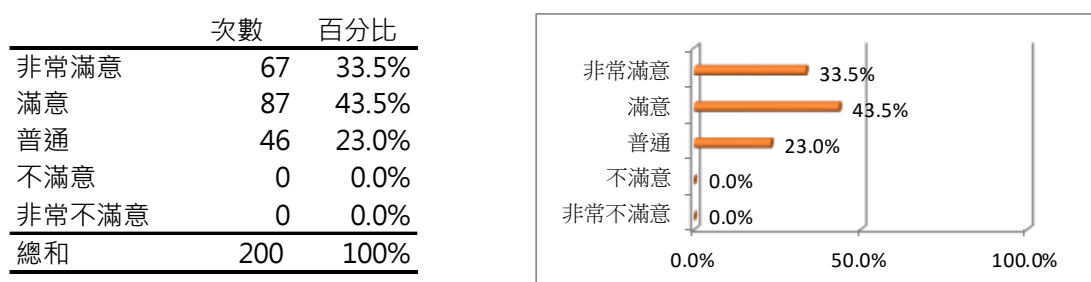 次數 百分比
非常滿意 67 33.5%
滿意 87 43.5%
普通 46 23.0%
不滿意 0 0.0%
非常不滿意 0 0.0%
總和 200 100%
非常滿意 33.5%
滿意 43.5%
普通 23.0%
不滿意 0.0%
非常不滿意 0.0%
0.0% 50.0% 100.0%